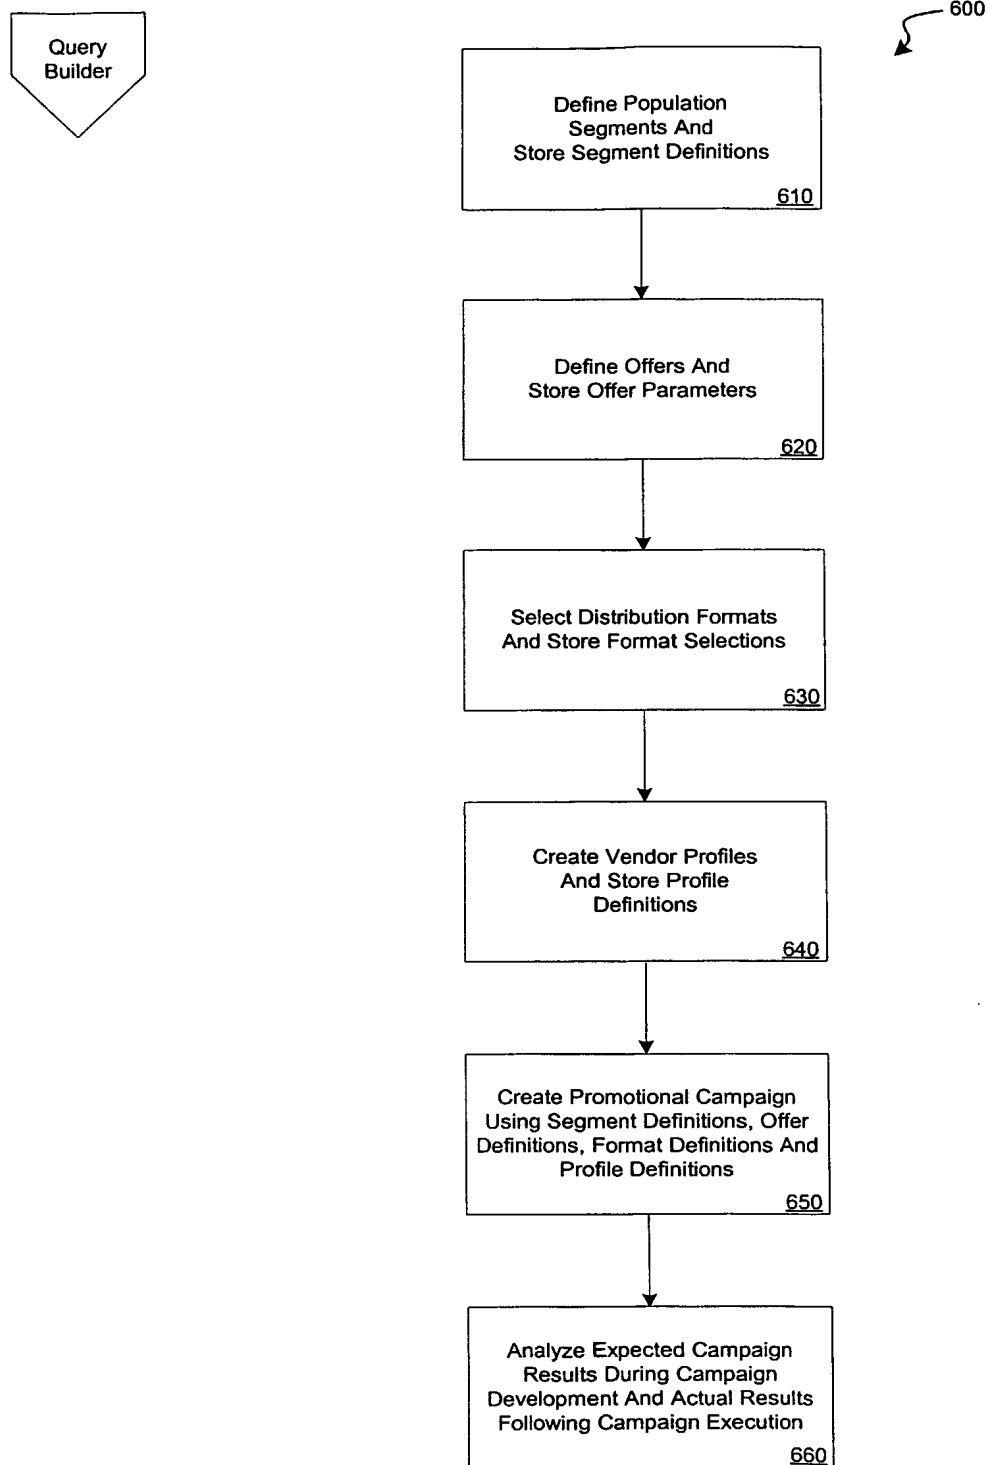 600
Query
Builder
Define Population
Segments And
Store Segment Definitions
610
Define Offers And
Store Offer Parameters
620
Select Distribution Formats
And Store Format Selections
630
Create Vendor Profiles
And Store Profile
Definitions
640
Create Promotional Campaign
Using Segment Definitions, Offer
Definitions, Format Definitions And
Profile Definitions
650
Analyze Expected Campaign
Results During Campaign
Development And Actual Results
Following Campaign Execution
660